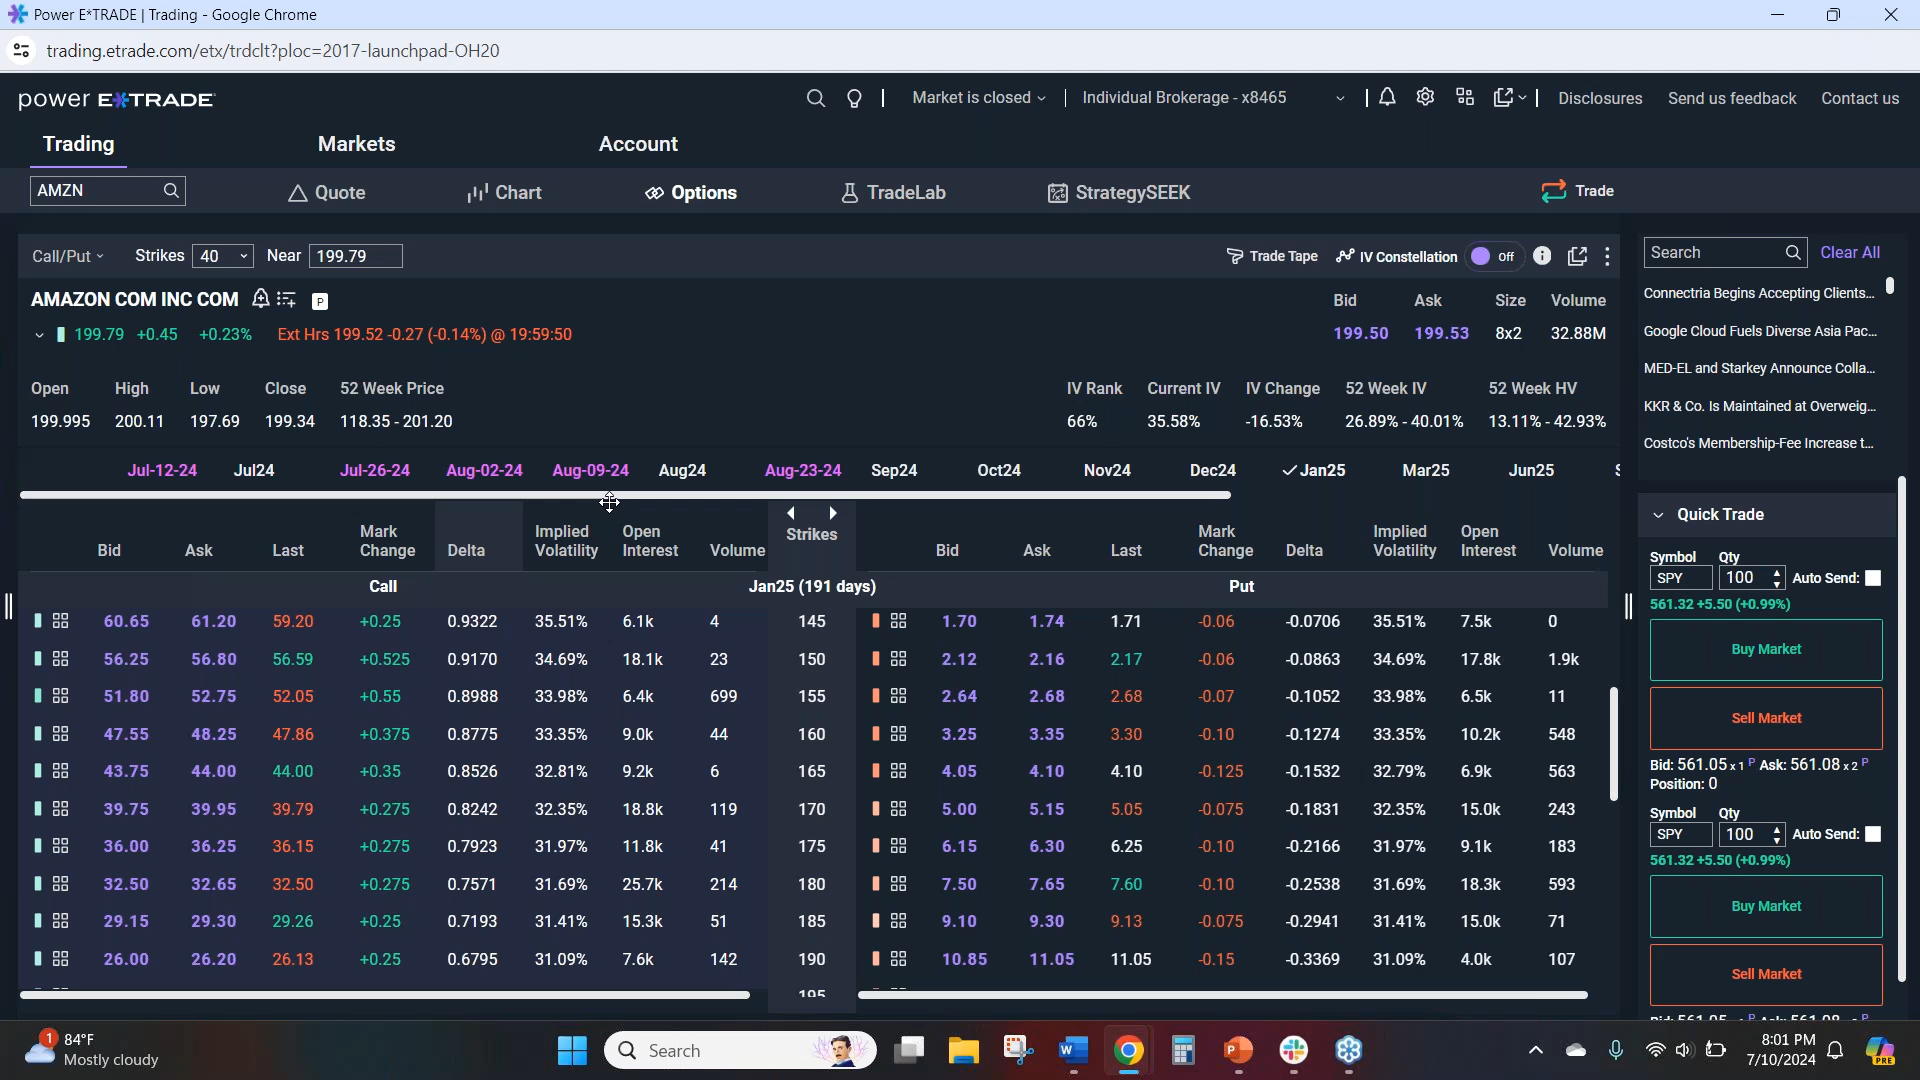 Power E*TRADE | Trading - Google Chrome
trading.etrade.com/etx/trdclt?ploc=2017-launchpad-OH20
power E*TRADE Market is closed Individual Brokerage - x8465 Disclosures Send us feedback Contact us
Trading Markets Account
AMZN Quote Chart Options TradeLab StrategySEEK Trade
Call/Put Strikes 40 Near 199.79 Trade Tape IV Constellation Off Search Clear All
AMAZON COM INC COM P Bid Ask Size Volume
199.79 +0.45 +0.23% Ext Hrs 199.52 -0.27 (-0.14%) @ 19:59:50 199.50 199.53 8x2 32.88M
Open High Low Close 52 Week Price IV Rank Current IV IV Change 52 Week IV 52 Week HV
199.995 200.11 197.69 199.34 118.35 - 201.20 66% 35.58% -16.53% 26.89% - 40.01% 13.11% - 42.93%
Connectria Begins Accepting Clients...
Google Cloud Fuels Diverse Asia Pac...
MED-EL and Starkey Announce Colla...
KKR & Co. Is Maintained at Overweig...
Costco's Membership-Fee Increase t...
Jul-12-24 Jul24 Jul-26-24 Aug-02-24 Aug-09-24 Aug24 Aug-23-24 Sep24 Oct24 Nov24 Dec24 Jan25 Mar25 Jun25
Bid Ask Last Mark Change Delta Implied Volatility Open Interest Volume Strikes Bid Ask Last Mark Change Delta Implied Volatility Open Interest Volume
Call Jan25 (191 days) Put
60.65 61.20 59.20 +0.25 0.9322 35.51% 6.1k 4 145 1.70 1.74 1.71 -0.06 -0.0706 35.51% 7.5k 0
56.25 56.80 56.59 +0.525 0.9170 34.69% 18.1k 23 150 2.12 2.16 2.17 -0.06 -0.0863 34.69% 17.8k 1.9k
51.80 52.75 52.05 +0.55 0.8988 33.98% 6.4k 699 155 2.64 2.68 2.68 -0.07 -0.1052 33.98% 6.5k 11
47.55 48.25 47.86 +0.375 0.8775 33.35% 9.0k 44 160 3.25 3.35 3.30 -0.10 -0.1274 33.35% 10.2k 548
43.75 44.00 44.00 +0.35 0.8526 32.81% 9.2k 6 165 4.05 4.10 4.10 -0.125 -0.1532 32.79% 6.9k 563
39.75 39.95 39.79 +0.275 0.8242 32.35% 18.8k 119 170 5.00 5.15 5.05 -0.075 -0.1831 32.35% 15.0k 243
36.00 36.25 36.15 +0.275 0.7923 31.97% 11.8k 41 175 6.15 6.30 6.25 -0.10 -0.2166 31.97% 9.1k 183
32.50 32.65 32.50 +0.275 0.7571 31.69% 25.7k 214 180 7.50 7.65 7.60 -0.10 -0.2538 31.69% 18.3k 593
29.15 29.30 29.26 +0.25 0.7193 31.41% 15.3k 51 185 9.10 9.30 9.13 -0.075 -0.2941 31.41% 15.0k 71
26.00 26.20 26.13 +0.25 0.6795 31.09% 7.6k 142 190 10.85 11.05 11.05 -0.15 -0.3369 31.09% 4.0k 107
195
Quick Trade
Symbol Qty
SPY 100 Auto Send:
561.32 +5.50 (+0.99%)
Buy Market
Sell Market
Bid: 561.05 x 1 P Ask: 561.08 x 2 P
Position: 0
Symbol Qty
SPY 100 Auto Send:
561.32 +5.50 (+0.99%)
Buy Market
Sell Market
1 84°F
Mostly cloudy
Search
8:01 PM
7/10/2024
PRE